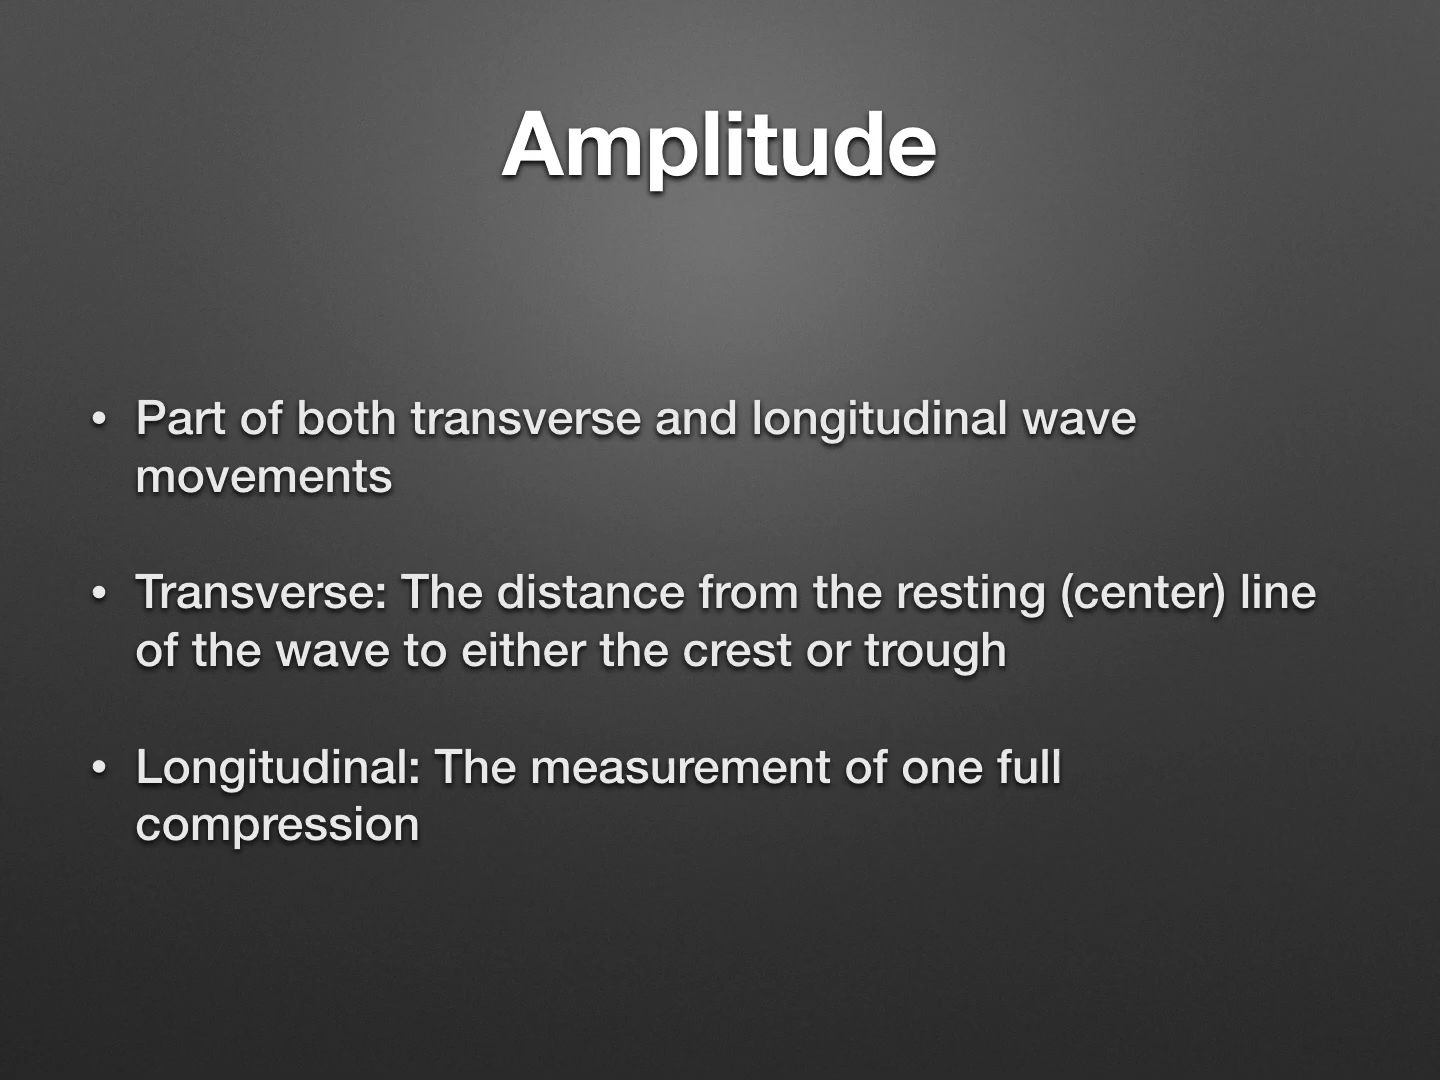 Amplitude
• Part of both transverse and longitudinal wave
movements
• Transverse: The distance from the resting (center) line
of the wave to either the crest or trough
• Longitudinal: The measurement of one full
compression